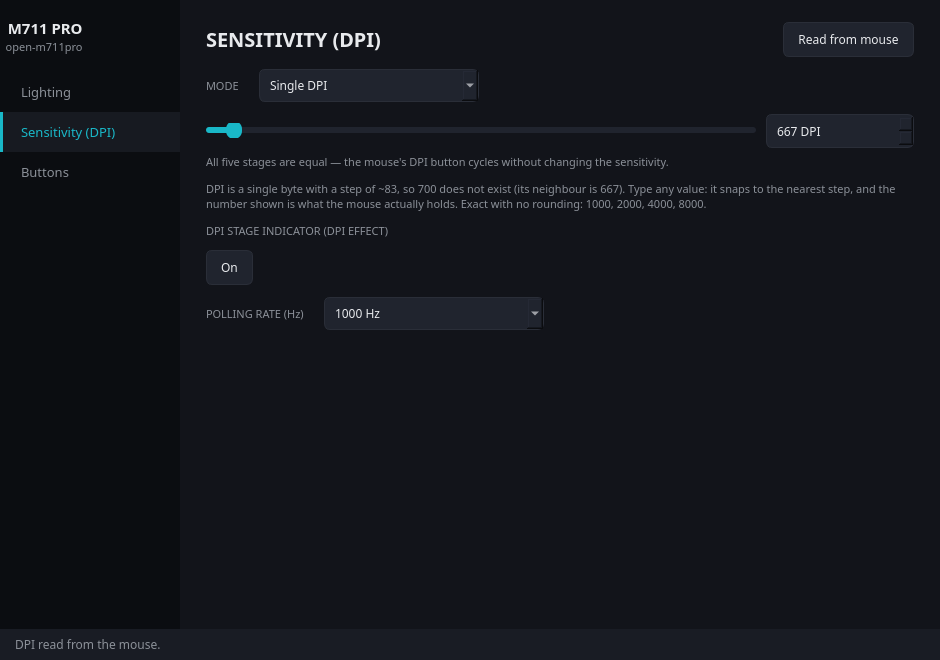 M711 PRO
open-m711pro
Lighting
Sensitivity (DPI)
Buttons
SENSITIVITY (DPI)
Read from mouse
MODE
Single DPI
667 DPI
All five stages are equal — the mouse's DPI button cycles without changing the sensitivity.
DPI is a single byte with a step of ~83, so 700 does not exist (its neighbour is 667). Type any value: it snaps to the nearest step, and the
number shown is what the mouse actually holds. Exact with no rounding: 1000, 2000, 4000, 8000.
DPI STAGE INDICATOR (DPI EFFECT)
On
POLLING RATE (Hz)
1000 Hz
DPI read from the mouse.